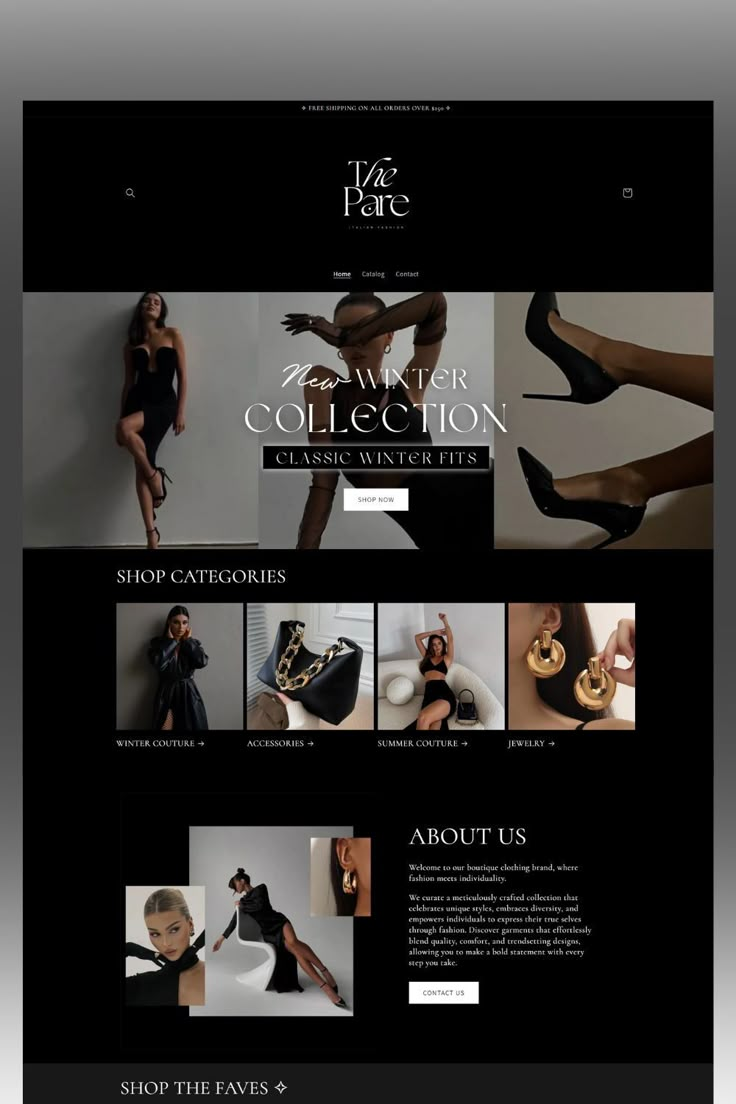 ✧ FREE SHIPPING ON ALL ORDERS OVER $250 ✧
The
Pare
ITALIAN FASHION
Home Catalog Contact
New WINTER
COLLECTION
CLASSIC WINTER FITS
SHOP NOW
SHOP CATEGORIES
WINTER COUTURE →
ACCESSORIES →
SUMMER COUTURE →
JEWELRY →
ABOUT US
Welcome to our boutique clothing brand, where
fashion meets individuality.
We curate a meticulously crafted collection that
celebrates unique styles, embraces diversity, and
empowers individuals to express their true selves
through fashion. Discover garments that effortlessly
blend quality, comfort, and trendsetting designs,
allowing you to make a bold statement with every
step you take.
CONTACT US
SHOP THE FAVES ✧